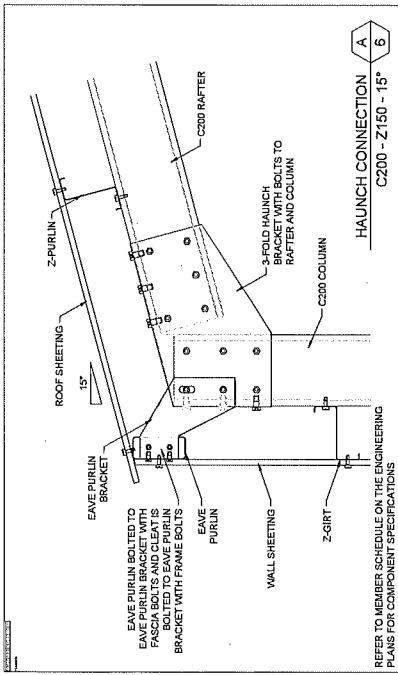 ROOF SHEETING
Z-PURLIN
15°
C200 RAFTER
EAVE PURLIN
BRACKET
EAVE PURLIN BOLTED TO
EAVE PURLIN BRACKET WITH
FASCIA BOLTS AND CLEAT IS
BOLTED TO EAVE PURLIN
BRACKET WITH FRAME BOLTS
EAVE
PURLIN
3-FOLD HAUNCH
BRACKET WITH BOLTS TO
RAFTER AND COLUMN
C200 COLUMN
WALL SHEETING
Z-GIRT
REFER TO MEMBER SCHEDULE ON THE ENGINEERING
PLANS FOR COMPONENT SPECIFICATIONS
HAUNCH CONNECTION
C200 - Z150 - 15°
A
6